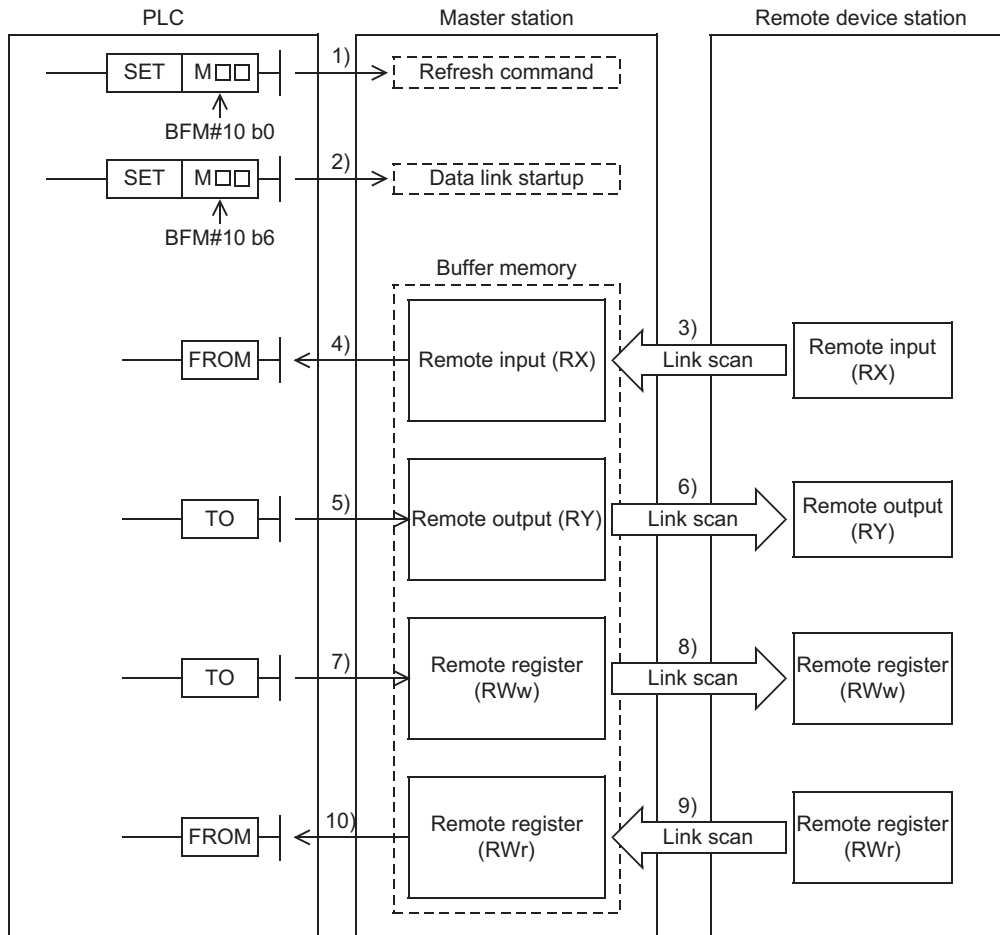 PLC
Master station
Remote device station
SET M□□
1)
Refresh command
BFM#10 b0
SET M□□
2)
Data link startup
BFM#10 b6
Buffer memory
FROM
4)
Remote input (RX)
3)
Link scan
Remote input
(RX)
TO
5)
Remote output (RY)
6)
Link scan
Remote output
(RY)
TO
7)
Remote register
(RWw)
8)
Link scan
Remote register
(RWw)
FROM
10)
Remote register
(RWr)
9)
Link scan
Remote register
(RWr)